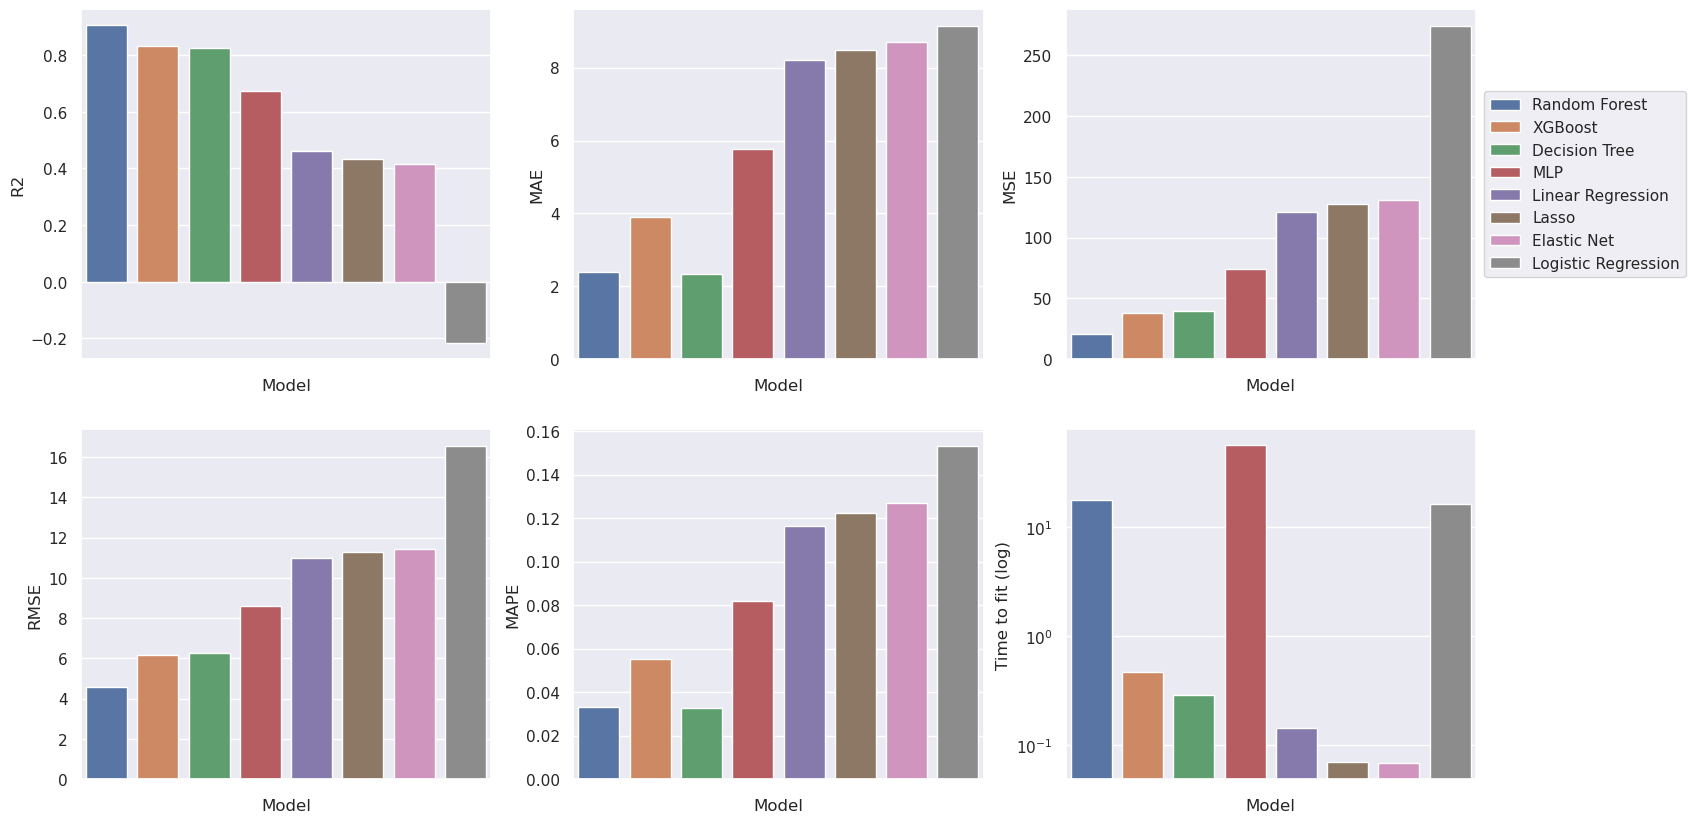 R2
0.8
0.6
0.4
0.2
0.0
−0.2
Model
MAE
8
6
4
2
0
Model
MSE
250
200
150
100
50
0
Model
Random Forest
XGBoost
Decision Tree
MLP
Linear Regression
Lasso
Elastic Net
Logistic Regression
RMSE
16
14
12
10
8
6
4
2
0
Model
MAPE
0.16
0.14
0.12
0.10
0.08
0.06
0.04
0.02
0.00
Model
Time to fit (log)
10¹
10⁰
10⁻¹
Model